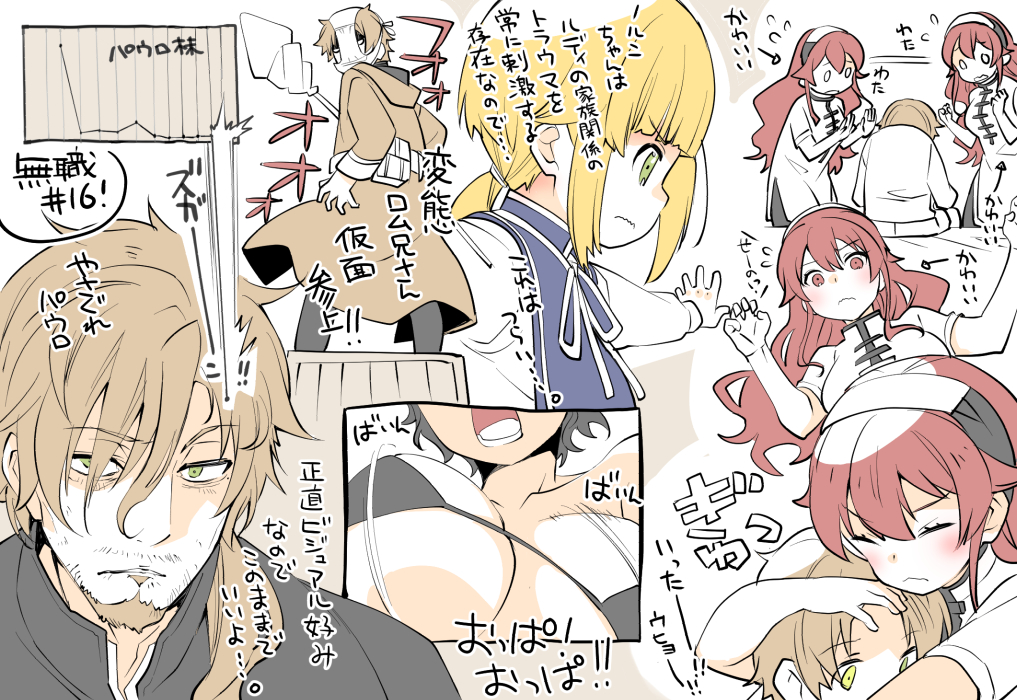 パウロ株
無職
#16!
ズガーン!!
やさぐれ
パウロ
正直ビジュアル好み
なので
このままで
いいよ…。
フォオオオオオオ
変態
ロム兄さん
仮面
参上!!
ノルンちゃんは
ルディの家族関係の
トラウマを
常に刺激する
存在なので…
これは
つらい…。
かわいい
わた
わた
かわいい
かわいい
せーのっ
ぎゅっ
いったーーー!!
ウヒョー
ばいん
ばいん
おっぱ!
おっぱ!!